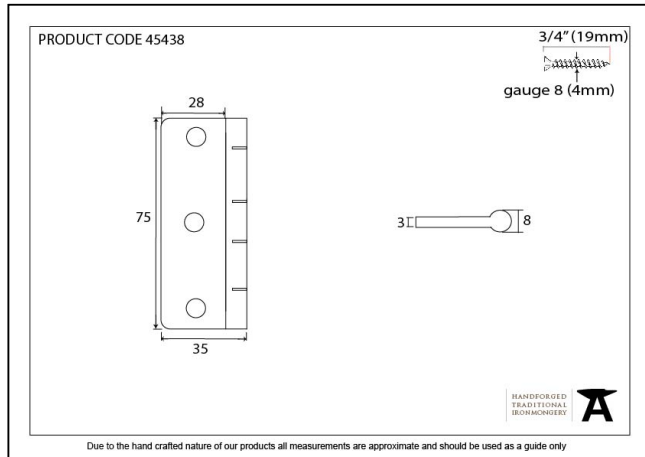 PRODUCT CODE 45438
3/4" (19mm)
gauge 8 (4mm)
28
75
35
3
8
HANDFORGED
TRADITIONAL
IRONMONGERY
A
Due to the hand crafted nature of our products all measurements are approximate and should be used as a guide only